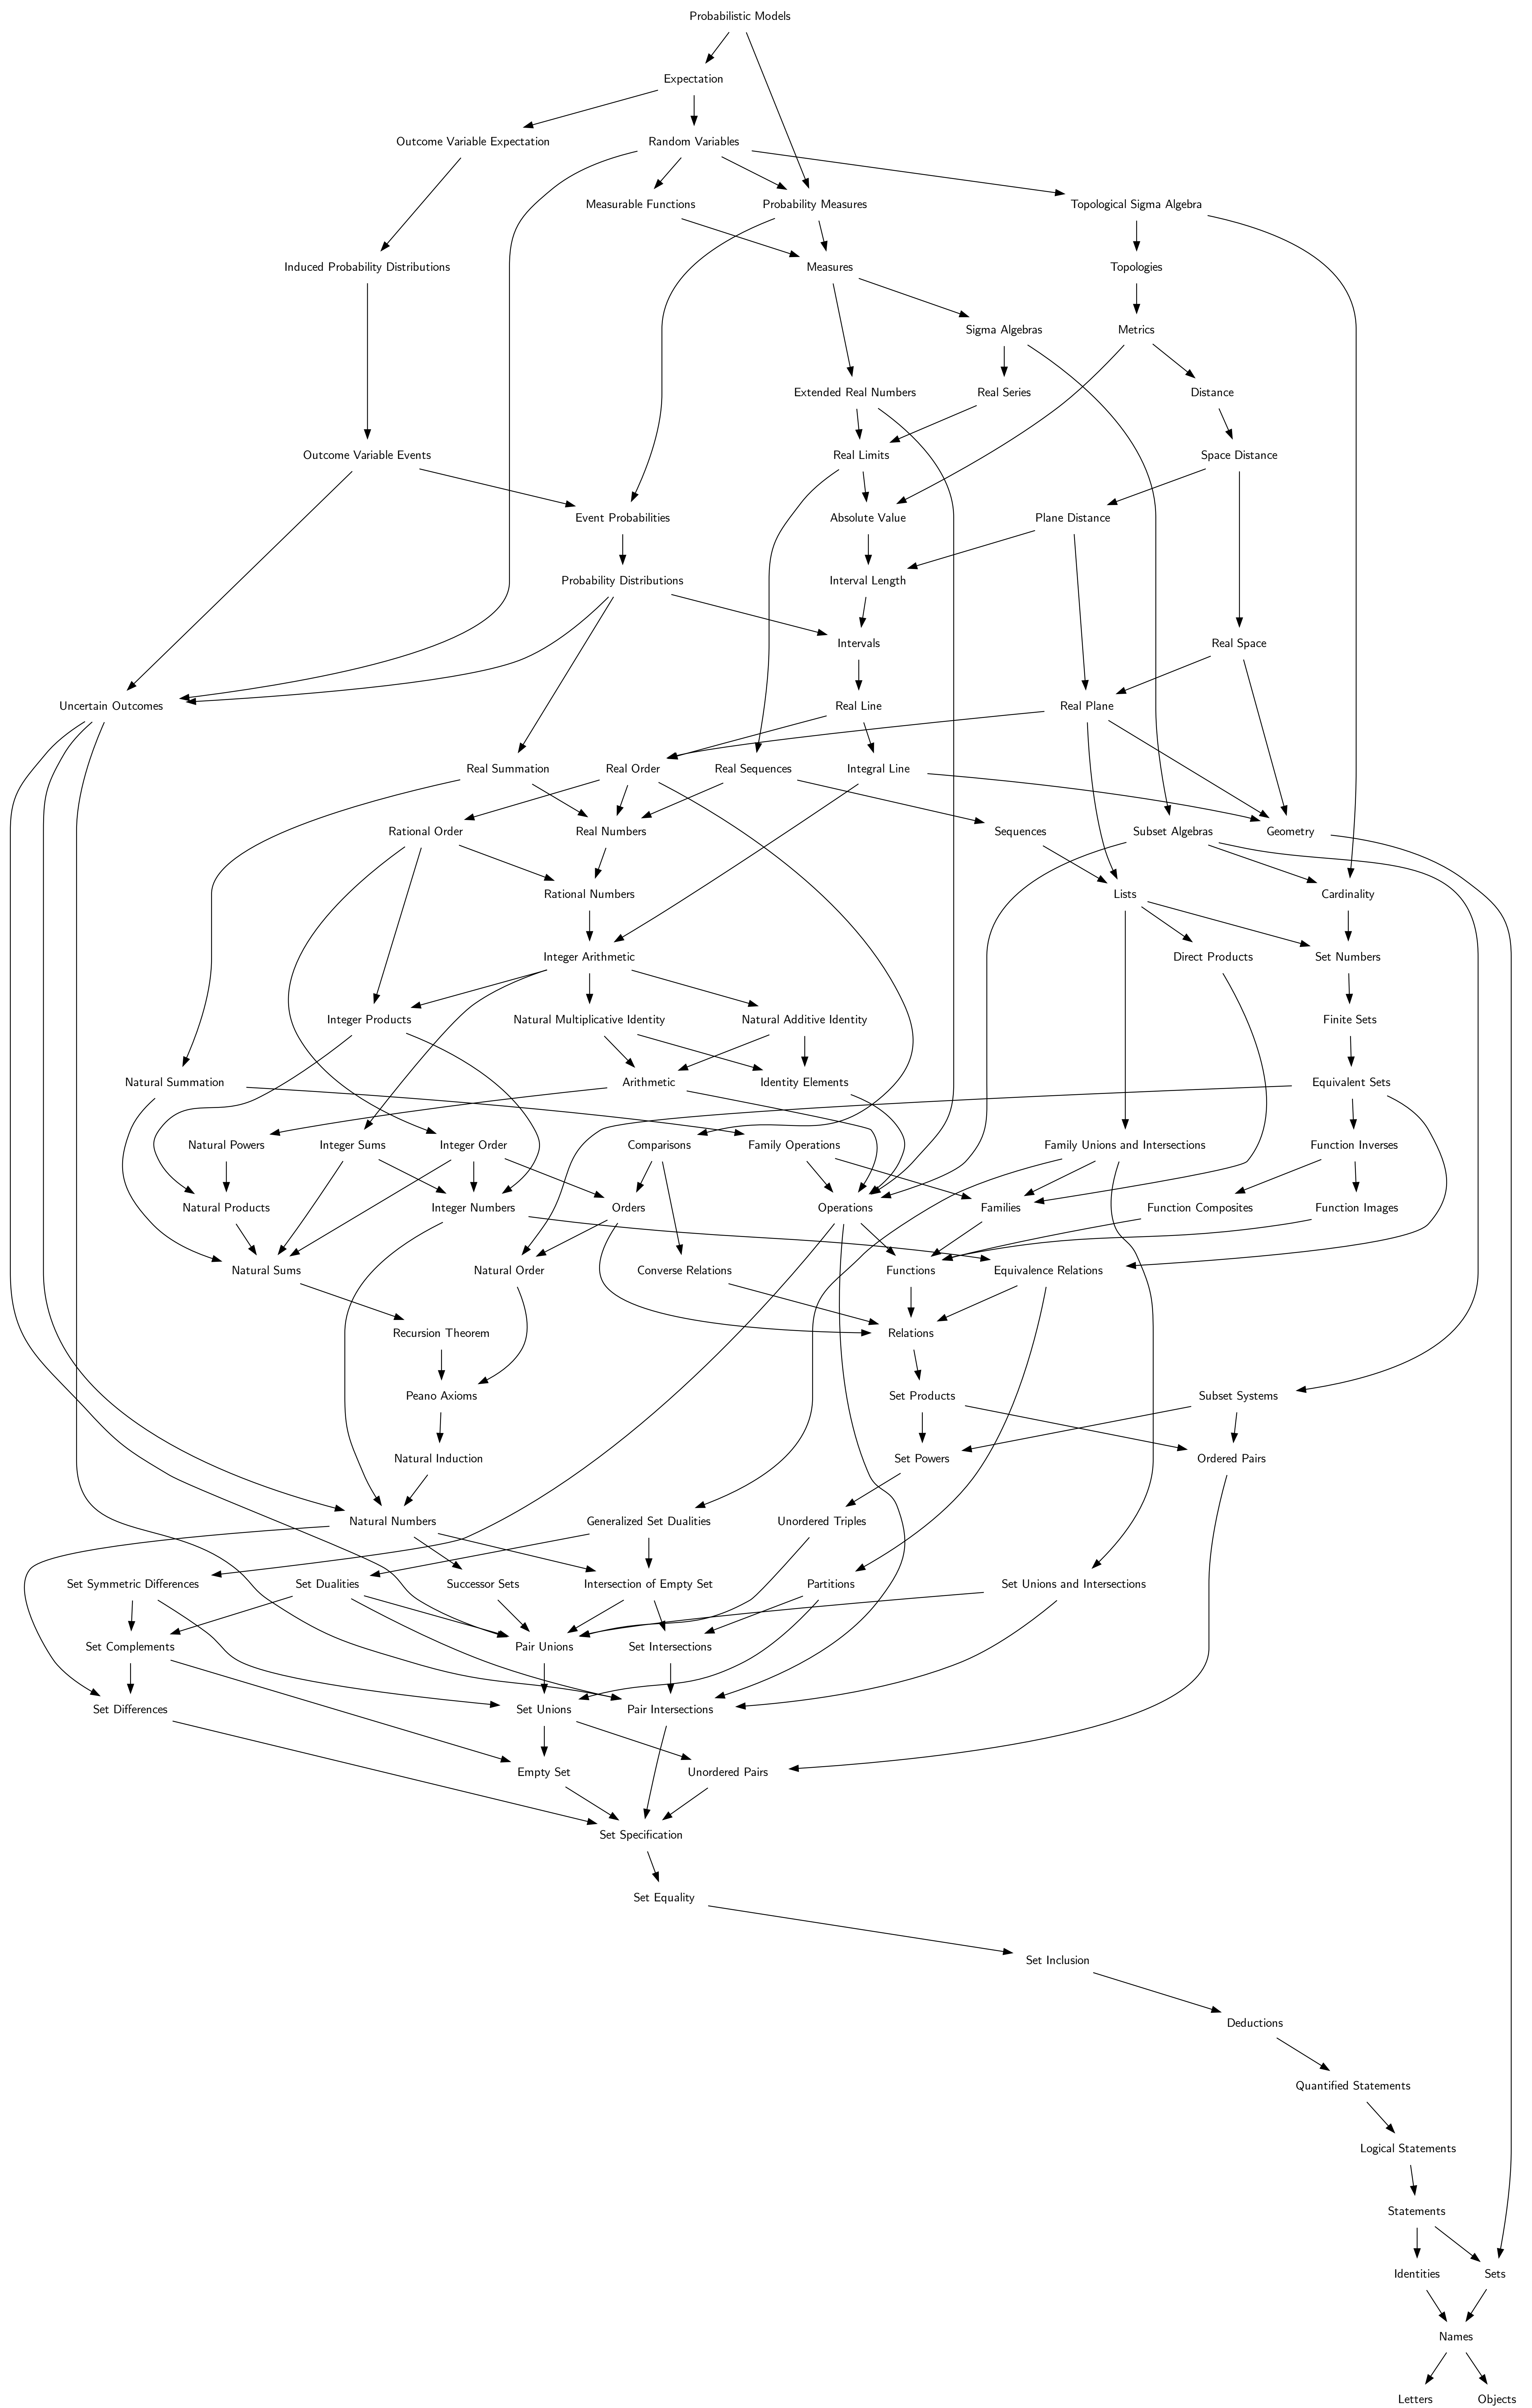 Probabilistic Models
Expectation
Outcome Variable Expectation
Random Variables
Measurable Functions
Probability Measures
Topological Sigma Algebra
Induced Probability Distributions
Measures
Topologies
Sigma Algebras
Metrics
Extended Real Numbers
Real Series
Distance
Outcome Variable Events
Real Limits
Space Distance
Event Probabilities
Absolute Value
Plane Distance
Probability Distributions
Interval Length
Intervals
Real Space
Uncertain Outcomes
Real Line
Real Plane
Real Summation
Real Order
Real Sequences
Integral Line
Rational Order
Real Numbers
Sequences
Subset Algebras
Geometry
Rational Numbers
Lists
Cardinality
Integer Arithmetic
Direct Products
Set Numbers
Integer Products
Natural Multiplicative Identity
Natural Additive Identity
Finite Sets
Natural Summation
Arithmetic
Identity Elements
Equivalent Sets
Natural Powers
Integer Sums
Integer Order
Comparisons
Family Operations
Family Unions and Intersections
Function Inverses
Natural Products
Integer Numbers
Orders
Operations
Families
Function Composites
Function Images
Natural Sums
Natural Order
Converse Relations
Functions
Equivalence Relations
Recursion Theorem
Relations
Peano Axioms
Set Products
Subset Systems
Natural Induction
Set Powers
Ordered Pairs
Natural Numbers
Generalized Set Dualities
Unordered Triples
Set Symmetric Differences
Set Dualities
Successor Sets
Intersection of Empty Set
Partitions
Set Unions and Intersections
Set Complements
Pair Unions
Set Intersections
Set Differences
Set Unions
Pair Intersections
Empty Set
Unordered Pairs
Set Specification
Set Equality
Set Inclusion
Deductions
Quantified Statements
Logical Statements
Statements
Identities
Sets
Names
Letters
Objects